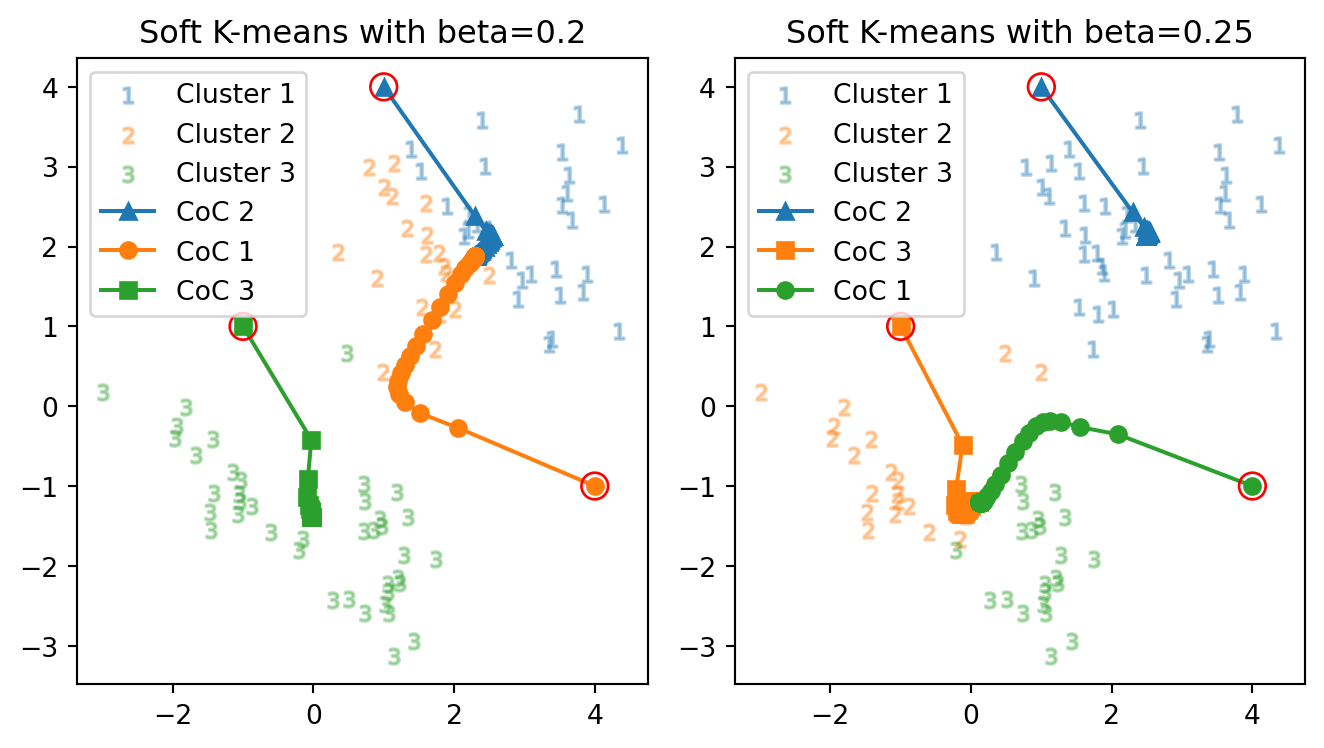 Soft K-means with beta=0.2
4
3
2
1
0
−1
−2
−3
−2
0
2
4
Cluster 1
Cluster 2
Cluster 3
CoC 2
CoC 1
CoC 3
Soft K-means with beta=0.25
4
3
2
1
0
−1
−2
−3
−2
0
2
4
Cluster 1
Cluster 2
Cluster 3
CoC 2
CoC 3
CoC 1